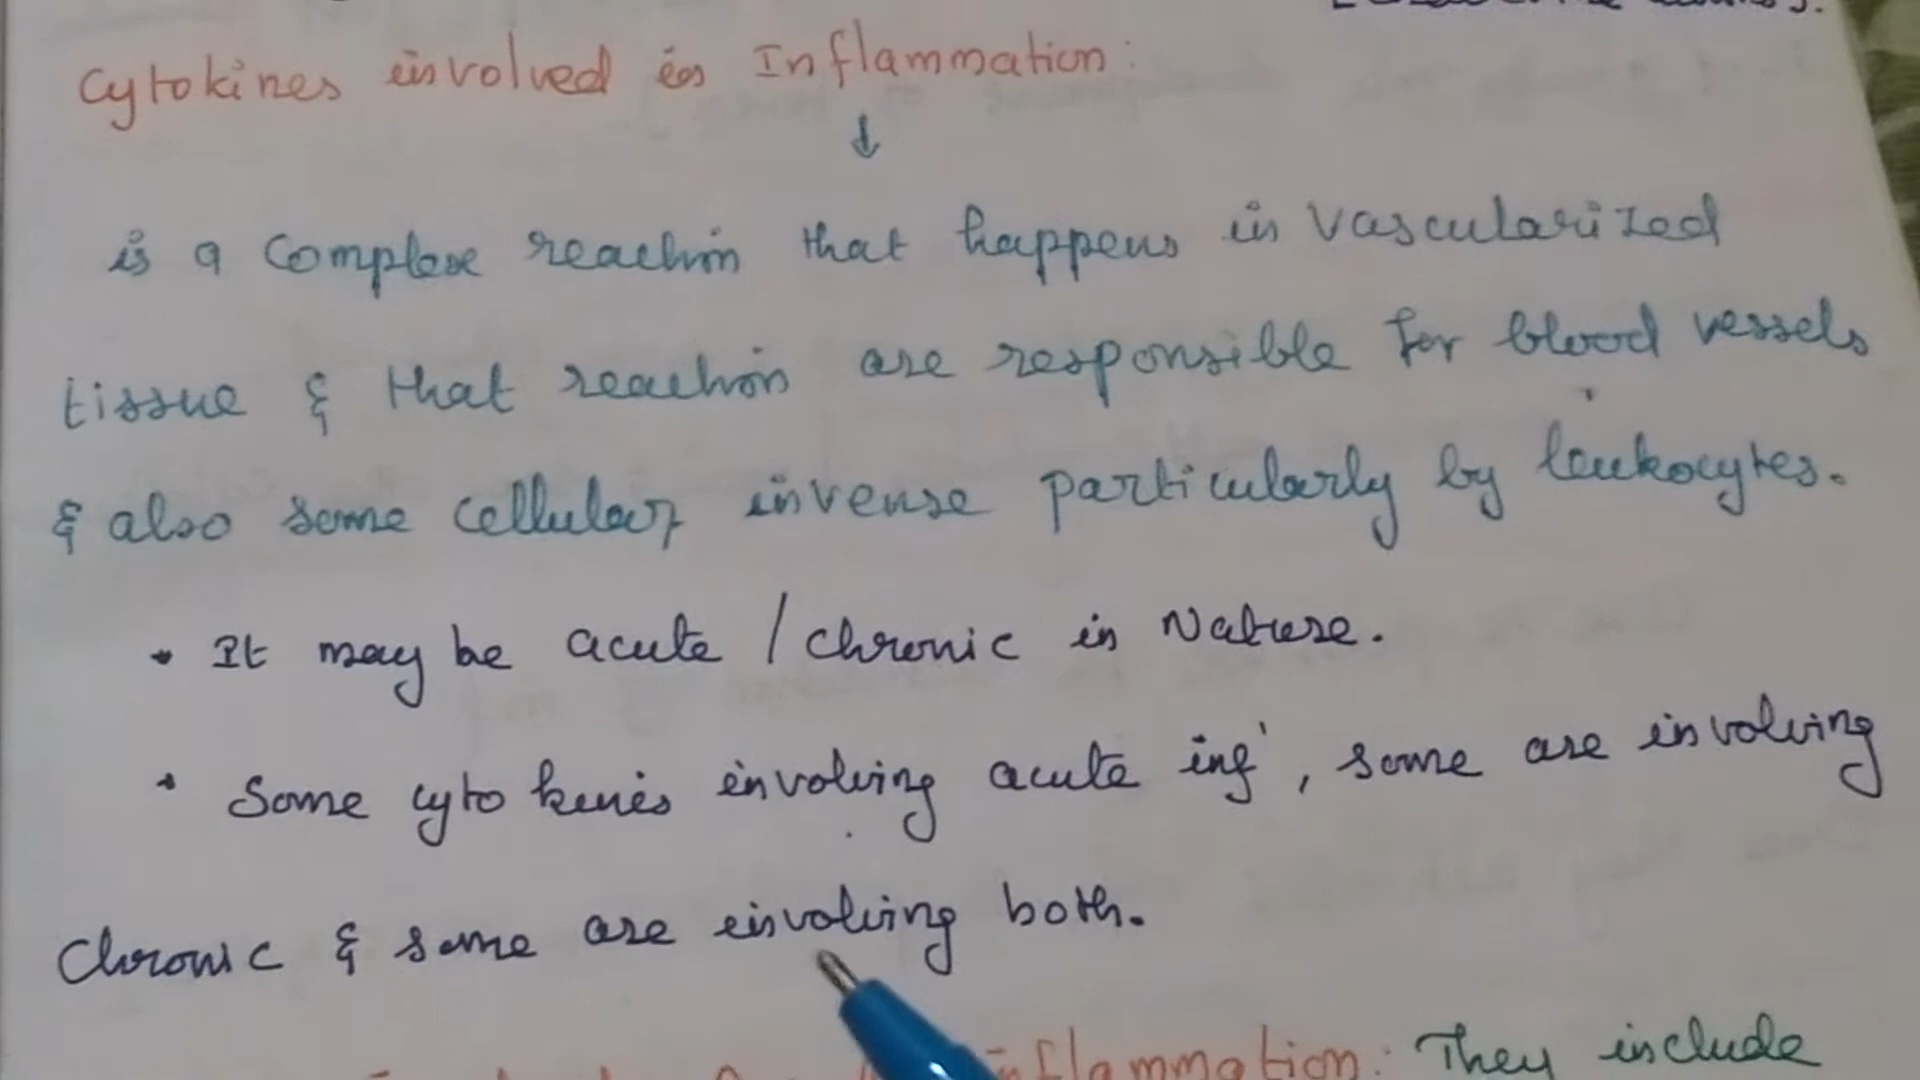 Cytokines involved in Inflammation:
↓
is a Complex reaction that happens in vascularized
tissue & that reaction are responsible for blood vessels
& also some cellular invense particularly by leukocytes.
• It may be acute / chronic in Nature.
• Some cytokines involving acute inf', some are involving
Chronic & some are involving both.
inflammation: They include